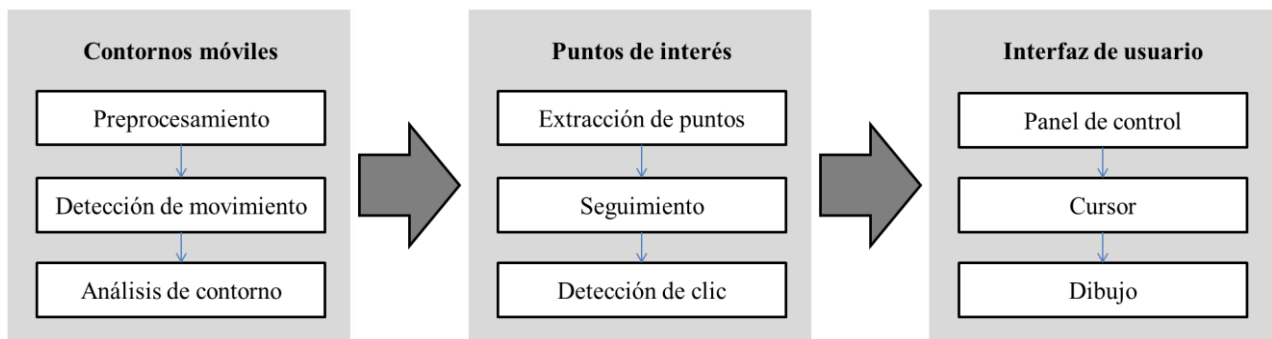 Contornos móviles
Preprocesamiento
Detección de movimiento
Análisis de contorno
Puntos de interés
Extracción de puntos
Seguimiento
Detección de clic
Interfaz de usuario
Panel de control
Cursor
Dibujo